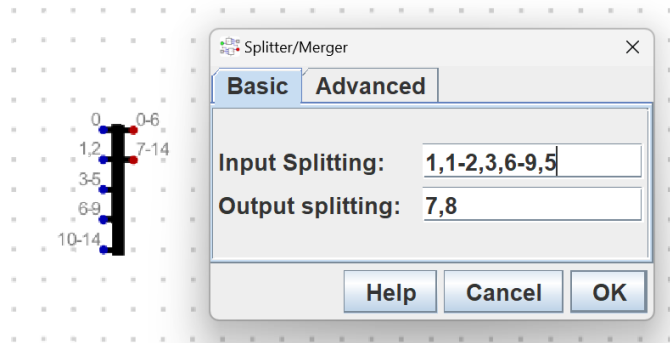 Splitter/Merger
Basic Advanced
0 0-6
1,2 7-14
3-5
6-9
10-14
Input Splitting: 1,1-2,3,6-9,5
Output splitting: 7,8
Help Cancel OK